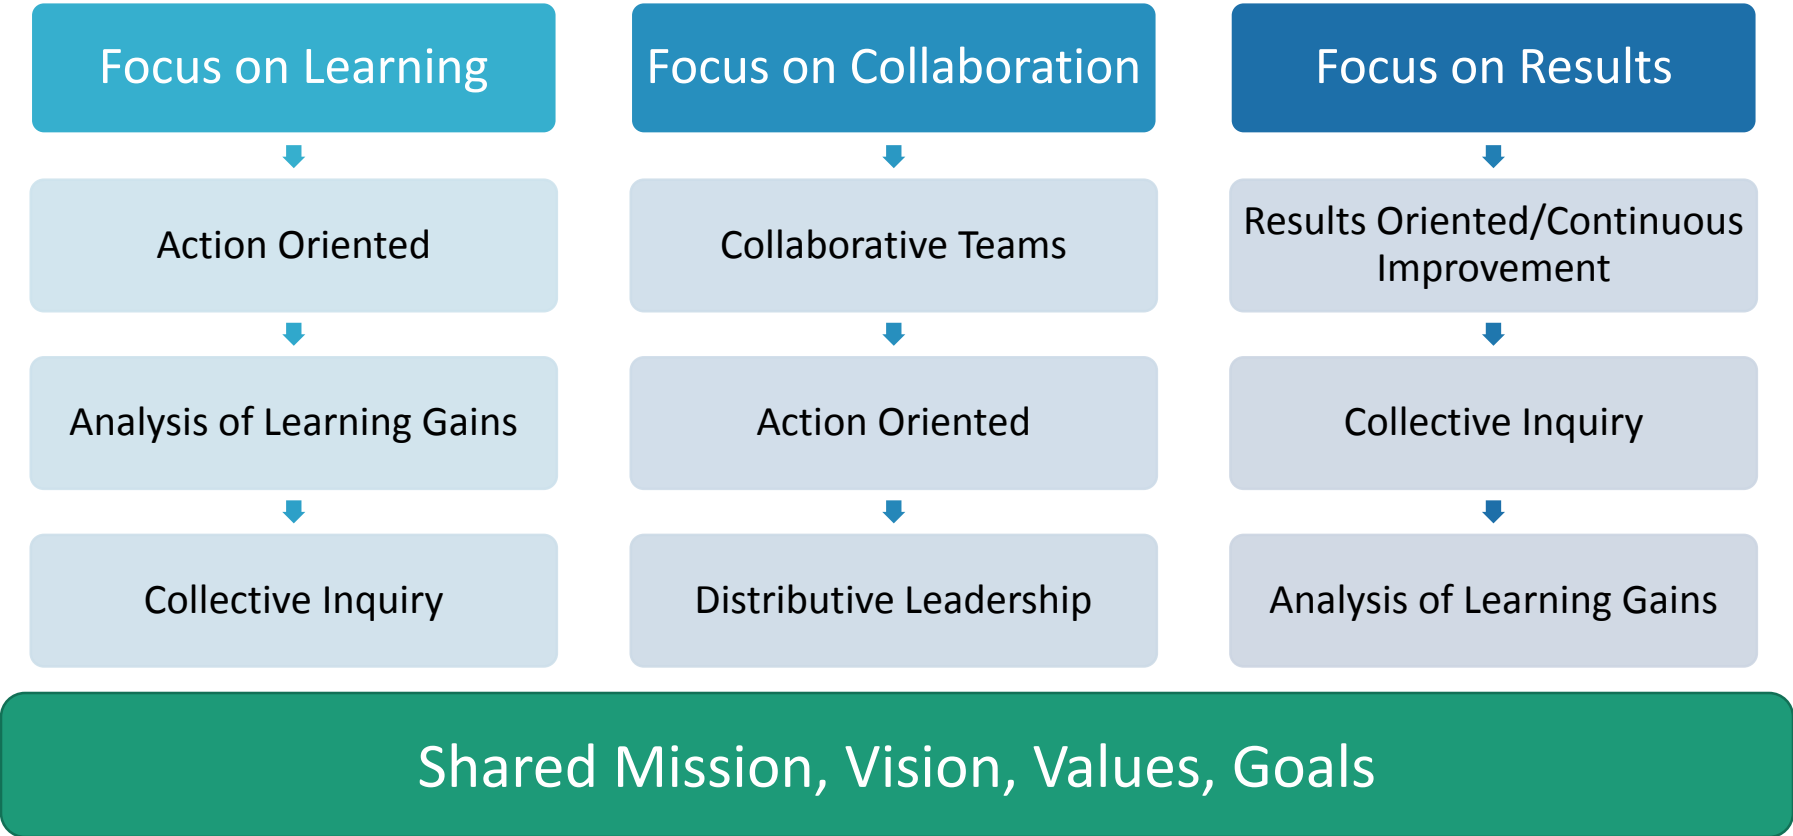 Focus on Learning
Action Oriented
Analysis of Learning Gains
Collective Inquiry
Focus on Collaboration
Collaborative Teams
Action Oriented
Distributive Leadership
Focus on Results
Results Oriented/Continuous
Improvement
Collective Inquiry
Analysis of Learning Gains
Shared Mission, Vision, Values, Goals